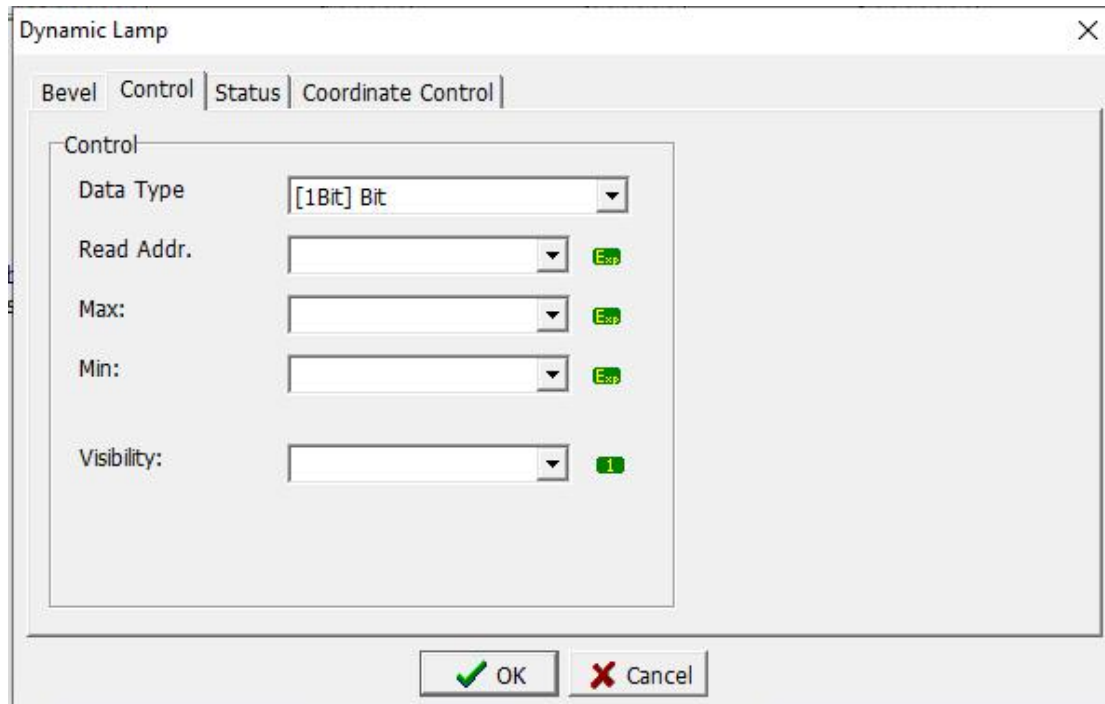 Dynamic Lamp
Bevel Control Status Coordinate Control
Control
Data Type [1Bit] Bit
Read Addr. Exp
Max: Exp
Min: Exp
Visibility: 1
OK Cancel